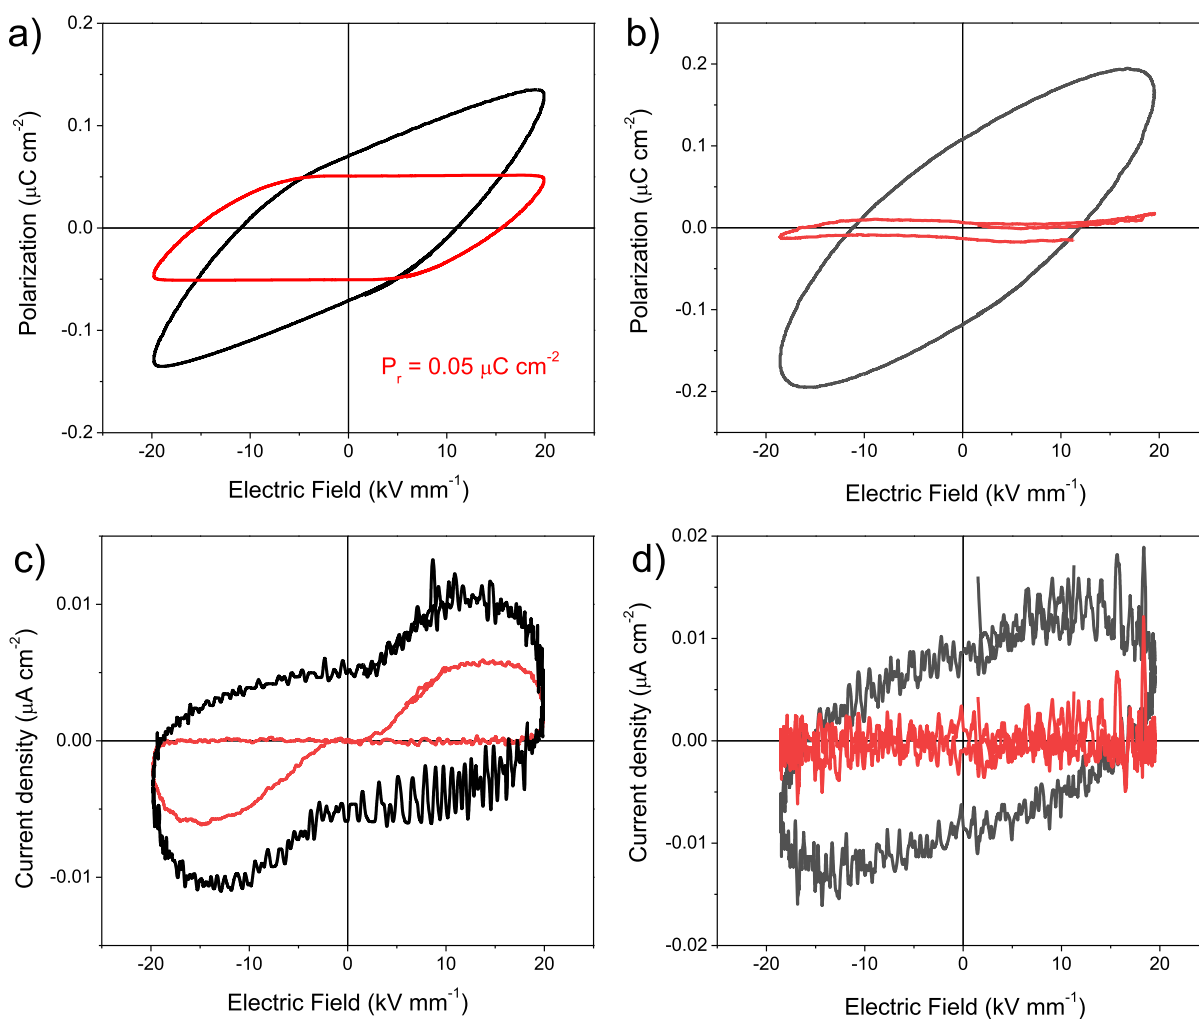 a)
0.2
0.1
0.0
-0.1
-0.2
Polarization (μC cm-2)
Pr = 0.05 μC cm-2
-20 -10 0 10 20
Electric Field (kV mm-1)
b)
0.2
0.1
0.0
-0.1
-0.2
Polarization (μC cm-2)
-20 -10 0 10 20
Electric Field (kV mm-1)
c)
0.01
0.00
-0.01
Current density (μA cm-2)
-20 -10 0 10 20
Electric Field (kV mm-1)
d)
0.02
0.01
0.00
-0.01
-0.02
Current density (μA cm-2)
-20 -10 0 10 20
Electric Field (kV mm-1)